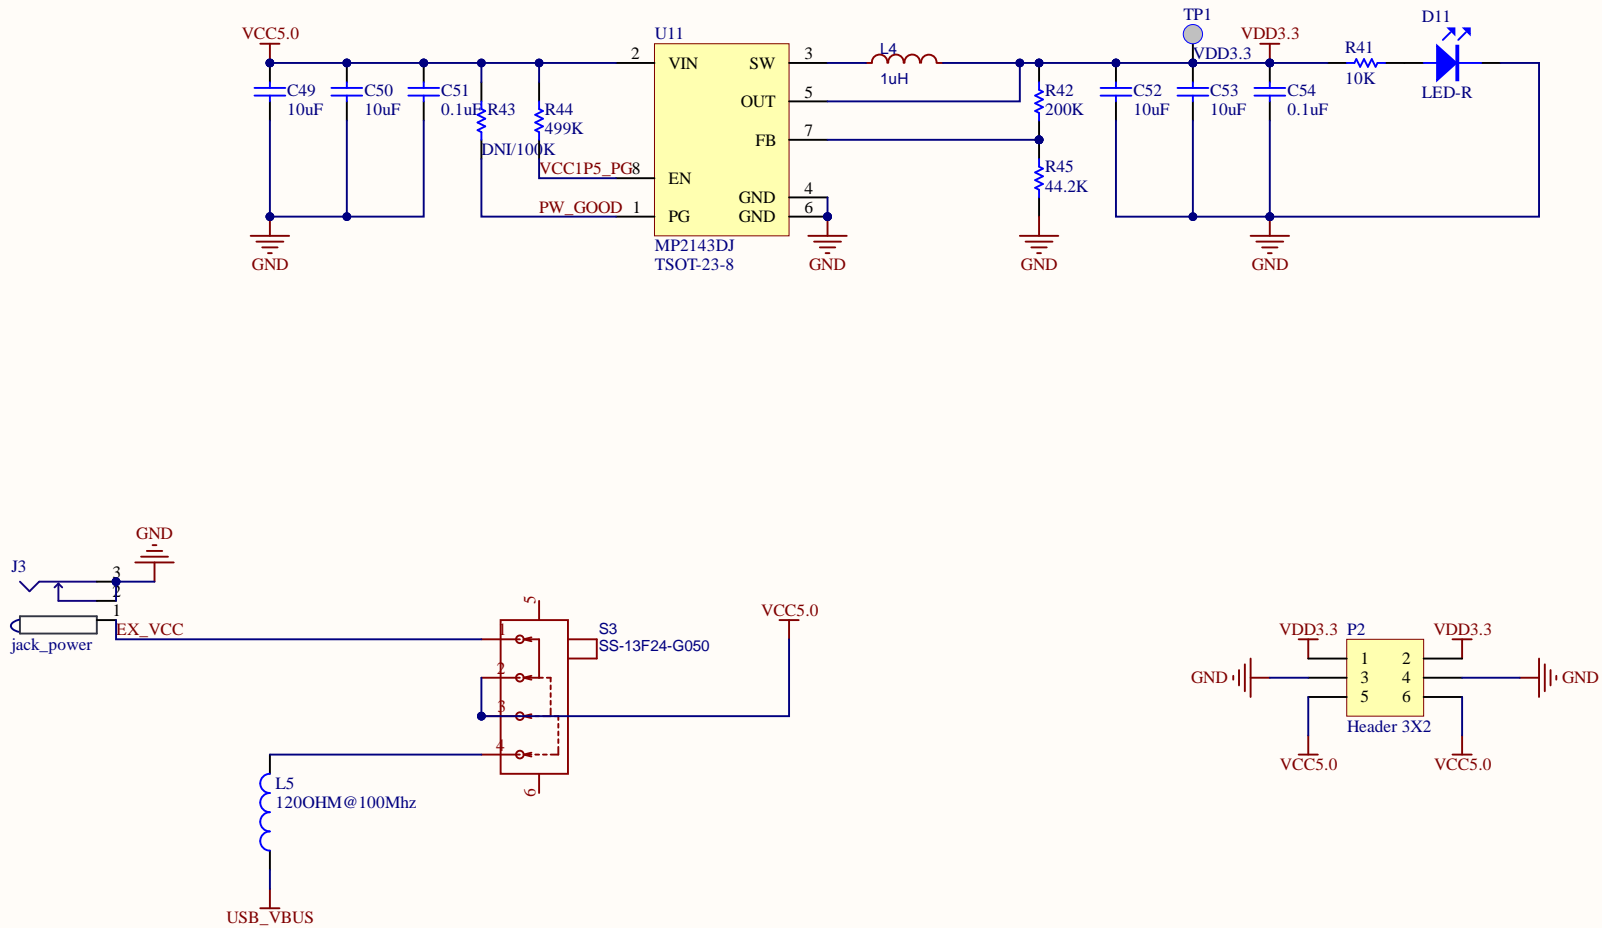 VCC5.0
U11
TP1
D11
VDD3.3
VDD3.3
2
VIN
SW
3
L4
1uH
R41
10K
LED-R
C49
10uF
C50
10uF
C51
0.1uF
R43
DNI/100K
R44
499K
OUT
5
R42
200K
C52
10uF
C53
10uF
C54
0.1uF
FB
7
VCC1P5_PG
8
EN
R45
44.2K
PW_GOOD
1
PG
GND
4
GND
6
MP2143DJ
TSOT-23-8
GND
GND
GND
GND
GND
J3
3
2
1
jack_power
EX_VCC
5
1
2
3
4
6
S3
SS-13F24-G050
VCC5.0
L5
120OHM@100Mhz
USB_VBUS
VDD3.3
P2
VDD3.3
1
2
GND
3
4
GND
5
6
Header 3X2
VCC5.0
VCC5.0